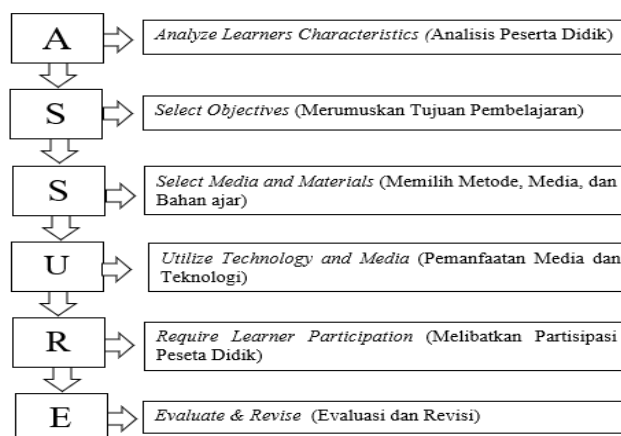 A
Analyze Learners Characteristics (Analisis Peserta Didik)
S
Select Objectives (Merumuskan Tujuan Pembelajaran)
S
Select Media and Materials (Memilih Metode, Media, dan
Bahan ajar)
U
Utilize Technology and Media (Pemanfaatan Media dan
Teknologi)
R
Require Learner Participation (Melibatkan Partisipasi
Peseta Didik)
E
Evaluate & Revise (Evaluasi dan Revisi)